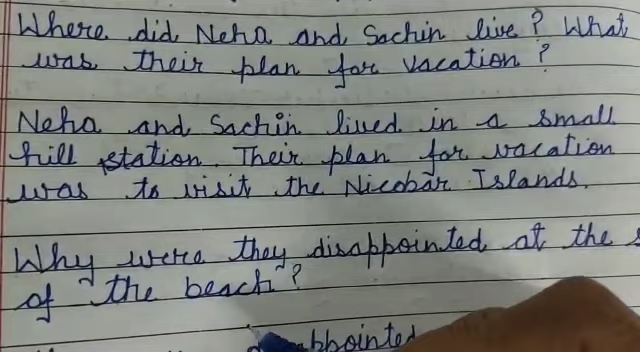 Where did Neha and Sachin live? What
was their plan for vacation?
Neha and Sachin lived in a small
hill station. Their plan for vacation
was to visit the Nicobar Islands.
Why were they disappointed at the
of "the beach"?